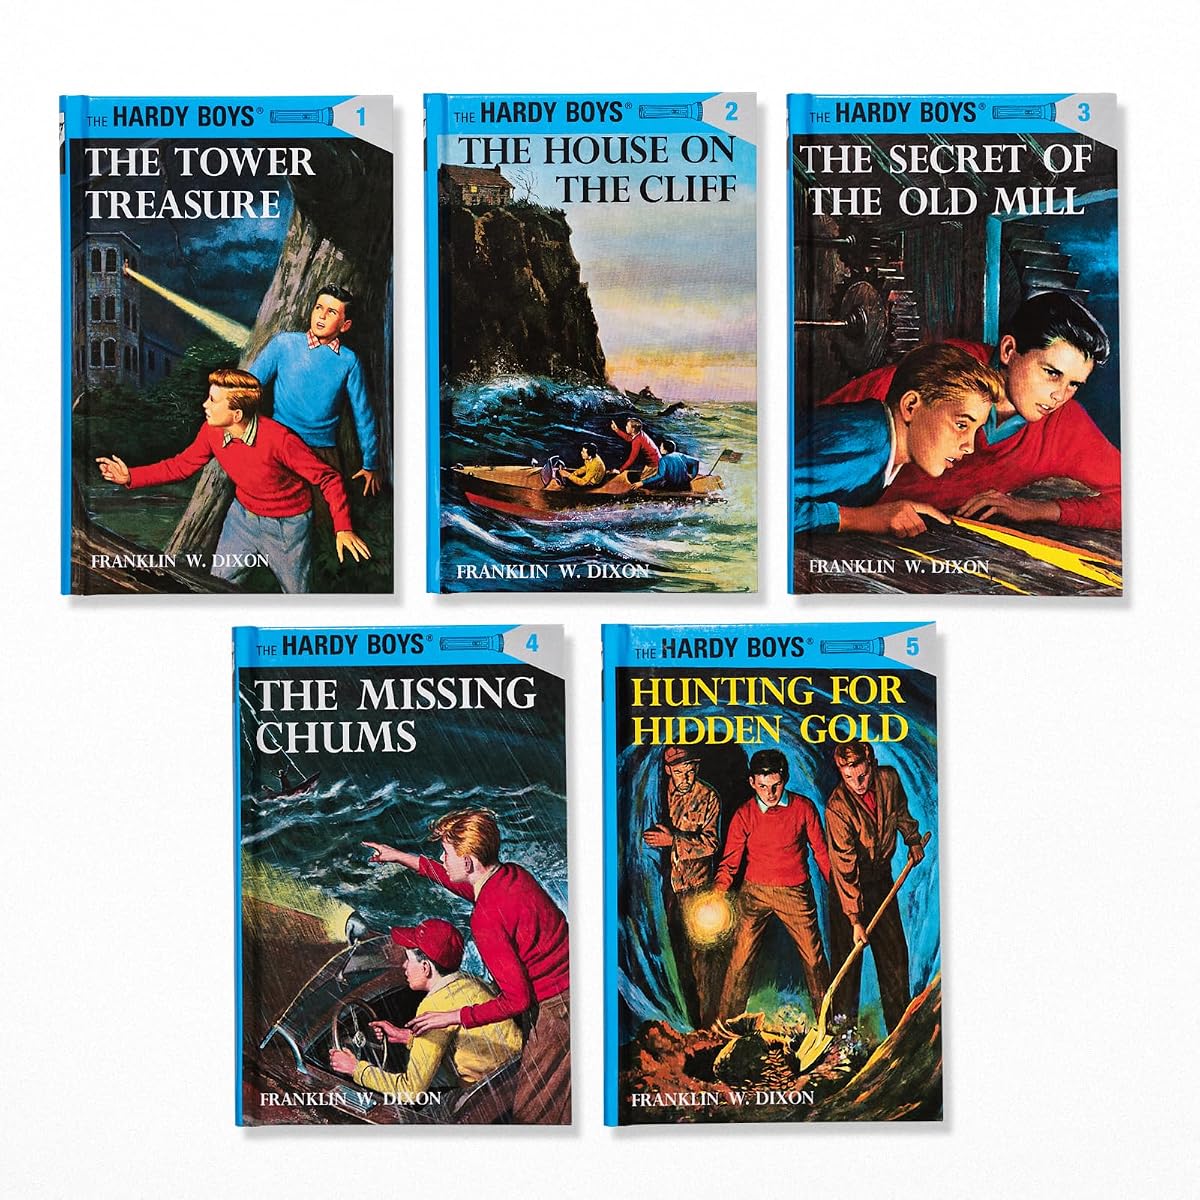 THE HARDY BOYS® 1
THE TOWER
TREASURE
FRANKLIN W. DIXON
THE HARDY BOYS® 2
THE HOUSE ON
THE CLIFF
FRANKLIN W. DIXON
THE HARDY BOYS® 3
THE SECRET OF
THE OLD MILL
FRANKLIN W. DIXON
THE HARDY BOYS® 4
THE MISSING
CHUMS
FRANKLIN W. DIXON
THE HARDY BOYS® 5
HUNTING FOR
HIDDEN GOLD
FRANKLIN W. DIXON